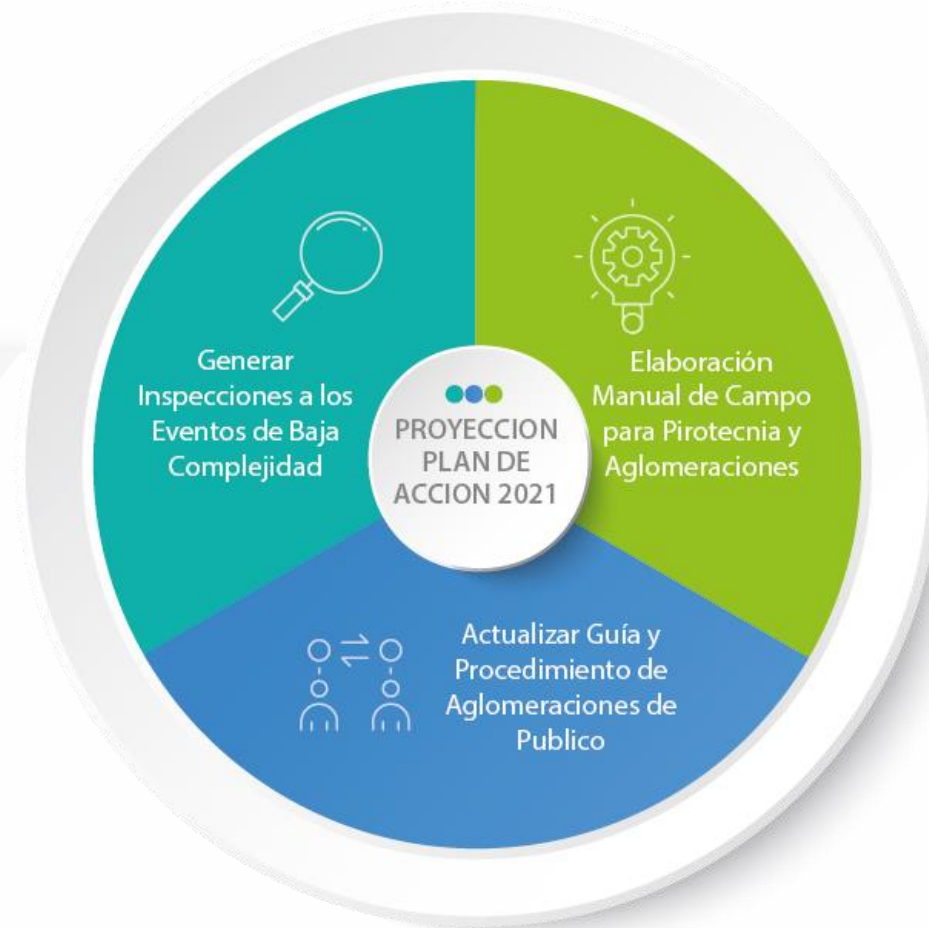 Generar
Inspecciones a los
Eventos de Baja
Complejidad
Elaboración
Manual de Campo
para Pirotecnia y
Aglomeraciones
PROYECCION
PLAN DE
ACCION 2021
Actualizar Guía y
Procedimiento de
Aglomeraciones de
Publico